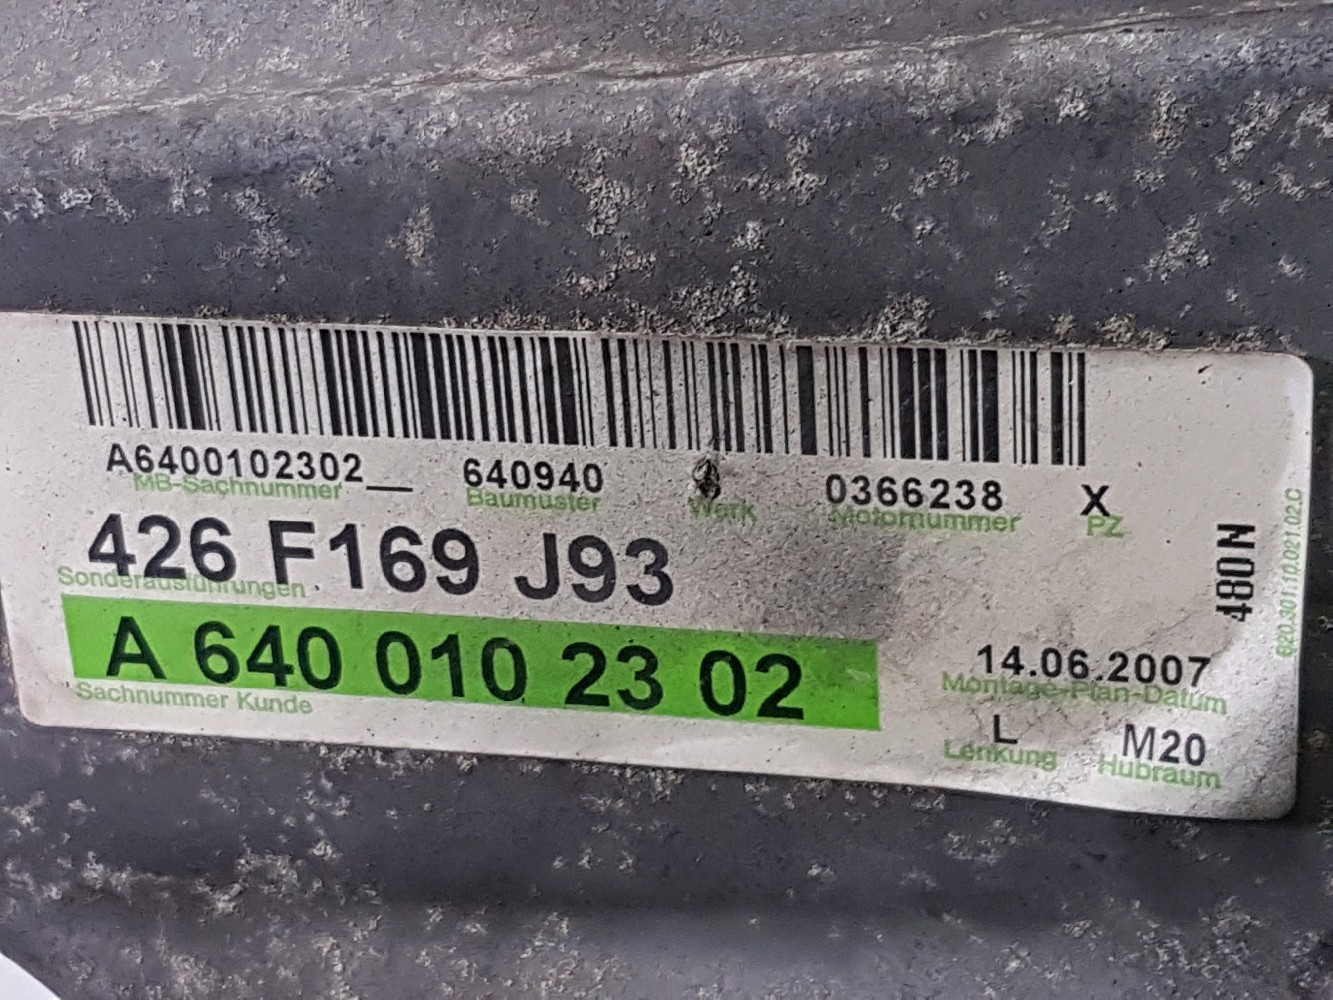 A6400102302__ 640940 0366238 X
MB-Sachnummer Baumuster Werk Motornummer PZ
426 F169 J93
Sonderausführungen
A 640 010 23 02
Sachnummer Kunde
14.06.2007
Montage-Plan-Datum
L M20
Lenkung Hubraum
480N